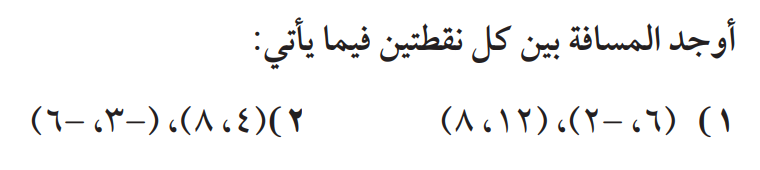 أوجد المسافة بين كل نقطتين فيما يأتي:
١) (٦، –٢)، (١٢، ٨) ٢) (٤، ٨)، (–٣، –٦)